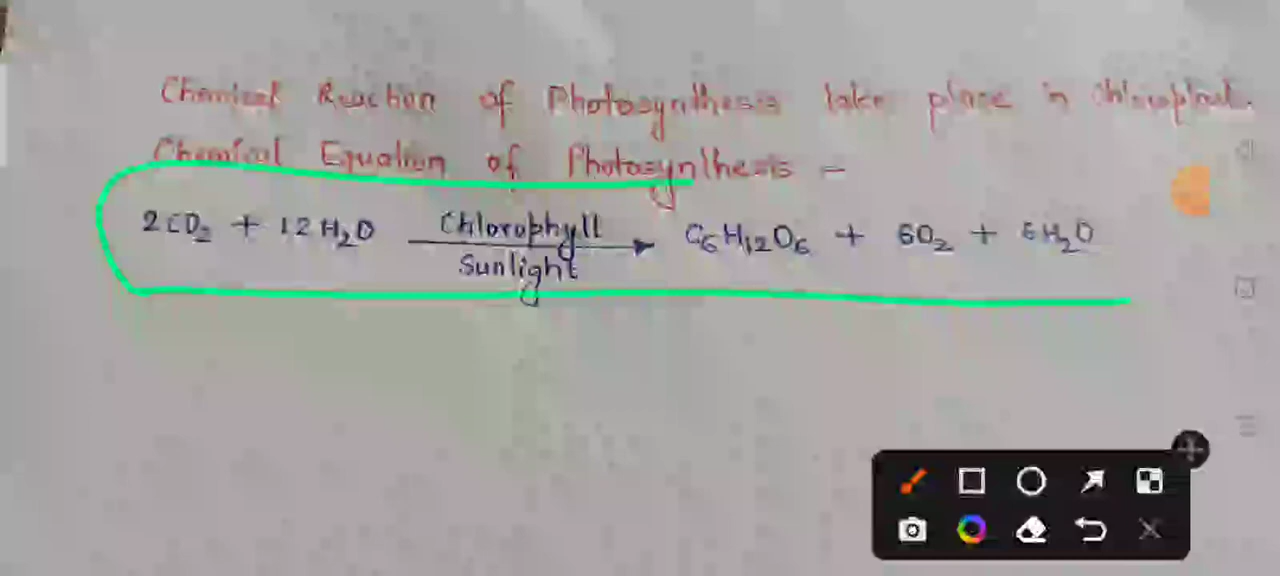 Chemical Reaction of Photosynthesis take place in Chloroplast.
Chemical Equation of Photosynthesis -
2CO₂ + 12H₂O Chlorophyll Sunlight → C₆H₁₂O₆ + 6O₂ + 6H₂O